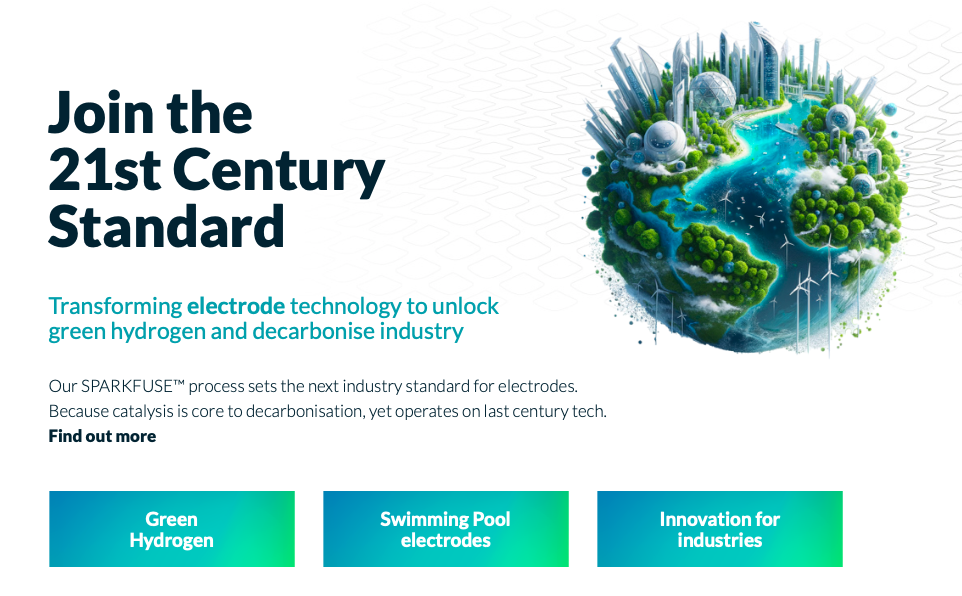 Join the
21st Century
Standard
Transforming electrode technology to unlock
green hydrogen and decarbonise industry
Our SPARKFUSE™ process sets the next industry standard for electrodes.
Because catalysis is core to decarbonisation, yet operates on last century tech.
Find out more
Green
Hydrogen
Swimming Pool
electrodes
Innovation for
industries